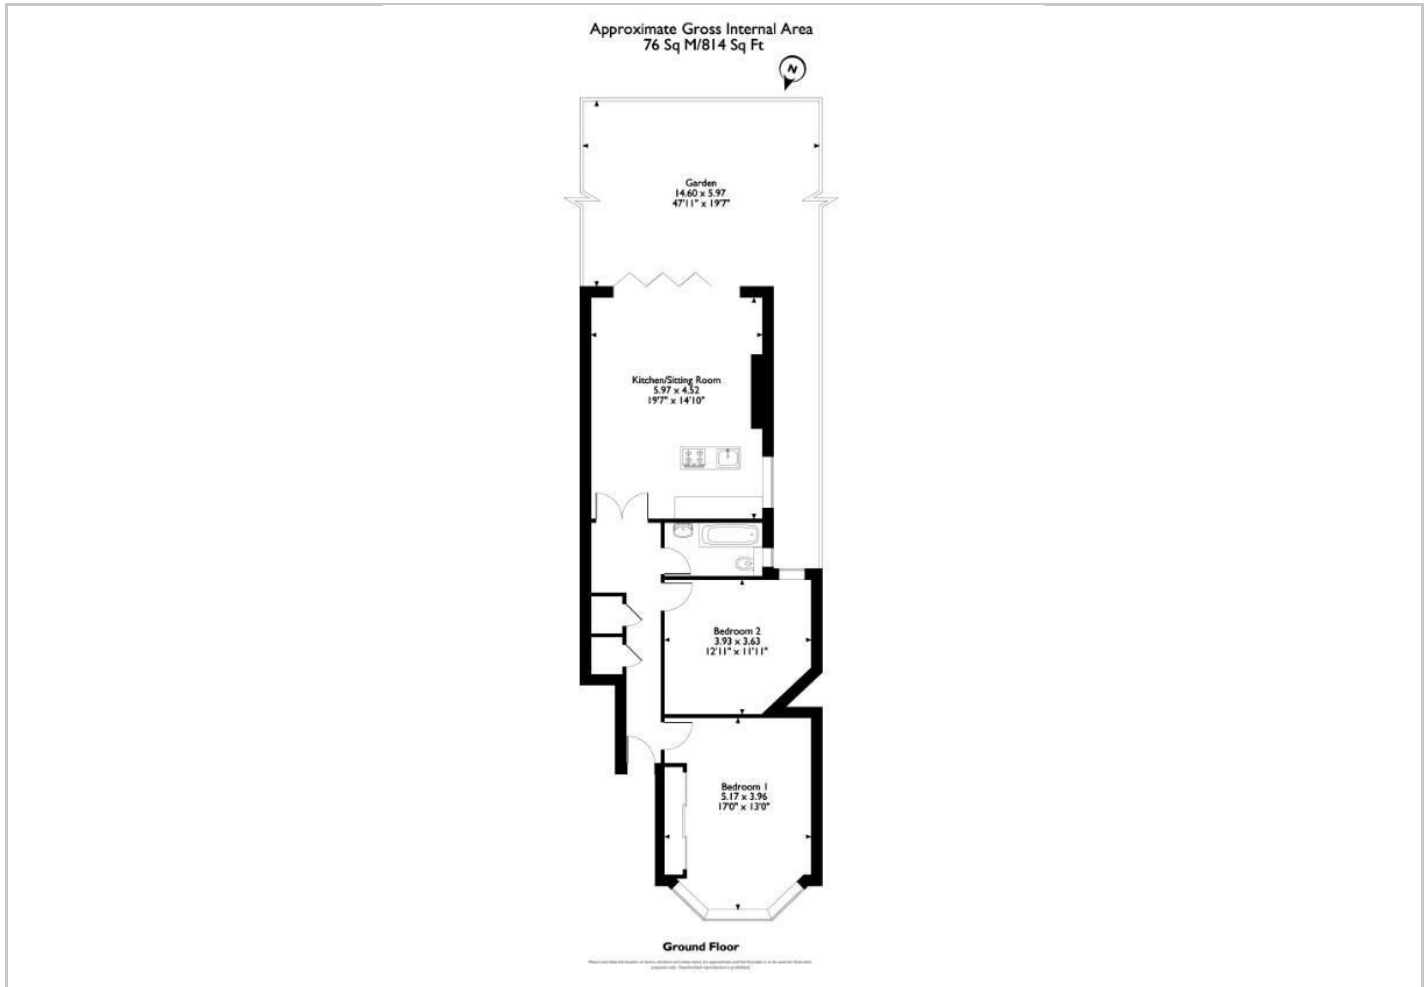 Approximate Gross Internal Area
76 Sq M/814 Sq Ft
N
Garden
14.60 x 5.97
47'11" x 19'7"
Kitchen/Sitting Room
5.97 x 4.52
19'7" x 14'10"
Bedroom 2
3.93 x 3.63
12'11" x 11'11"
Bedroom 1
5.17 x 3.96
17'0" x 13'0"
Ground Floor